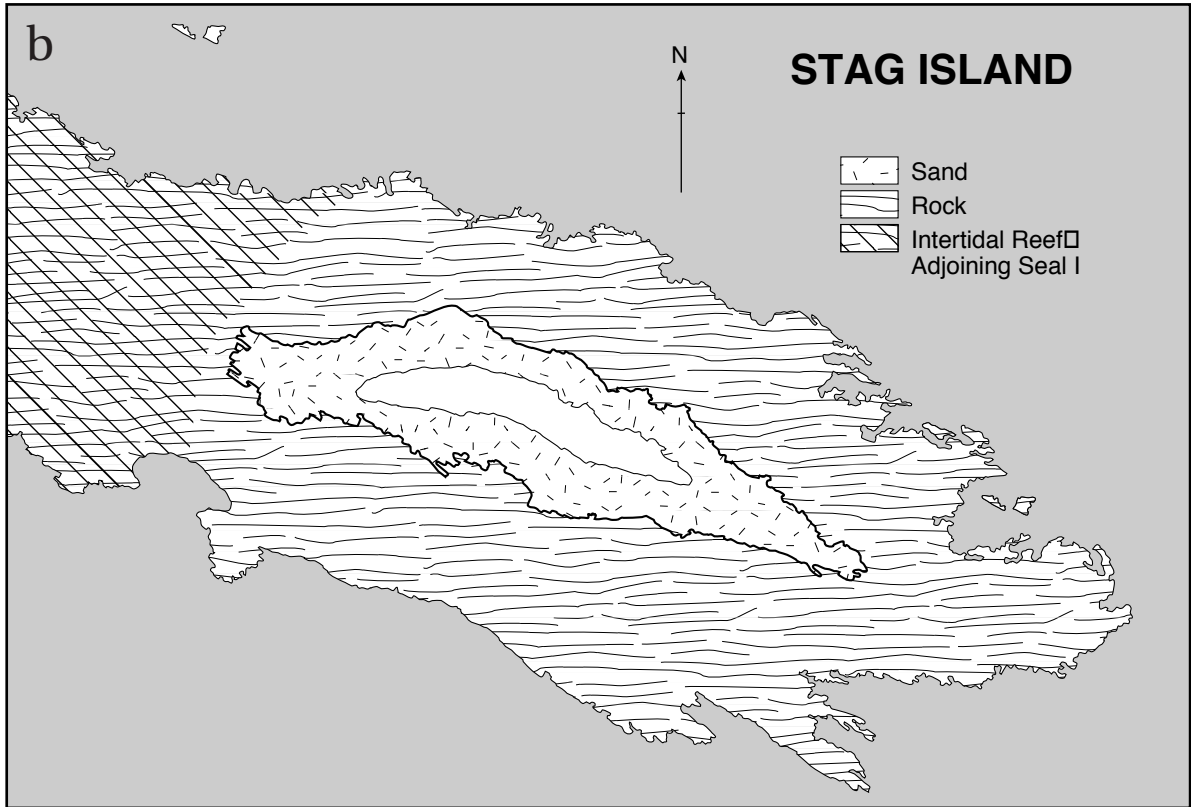 b
STAG ISLAND
N
Sand
Rock
Intertidal Reef□
Adjoining Seal I